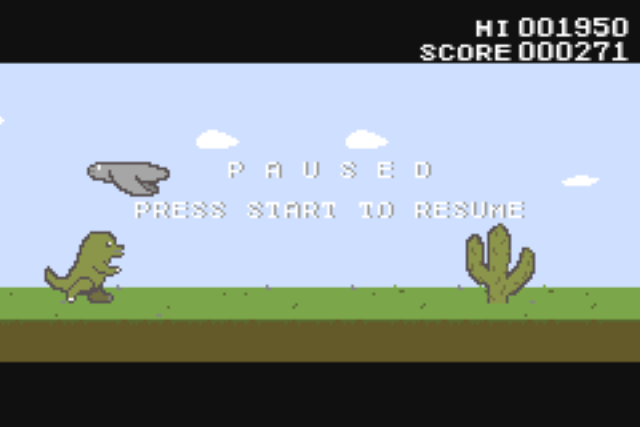 HI 001950
SCORE 000271
P A U S E D
PRESS START TO RESUME